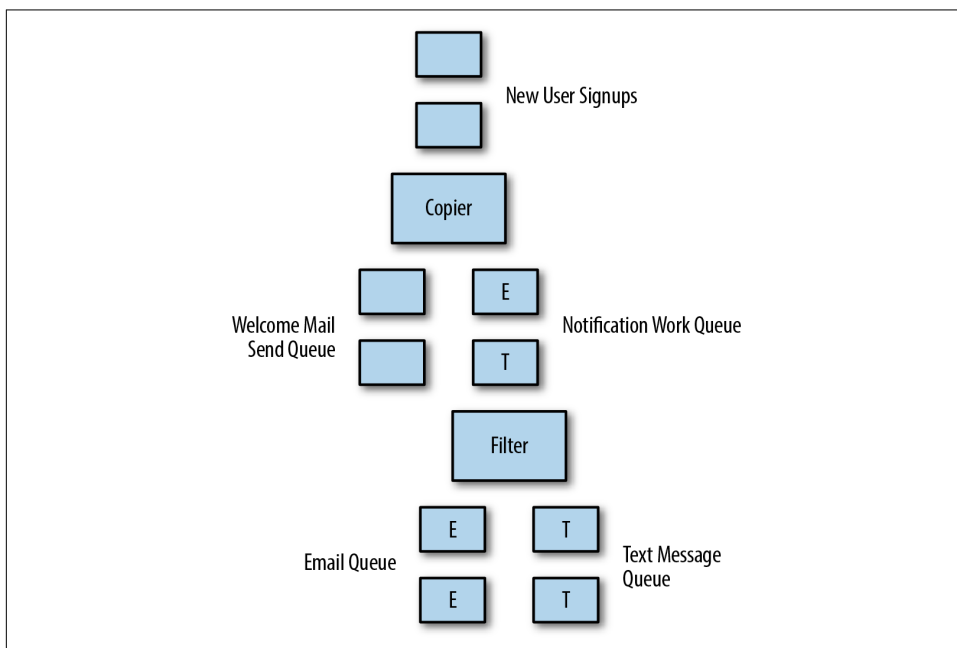 New User Signups
Copier
E
Welcome Mail
Send Queue
Notification Work Queue
T
Filter
E
T
Email Queue
Text Message
Queue
E
T